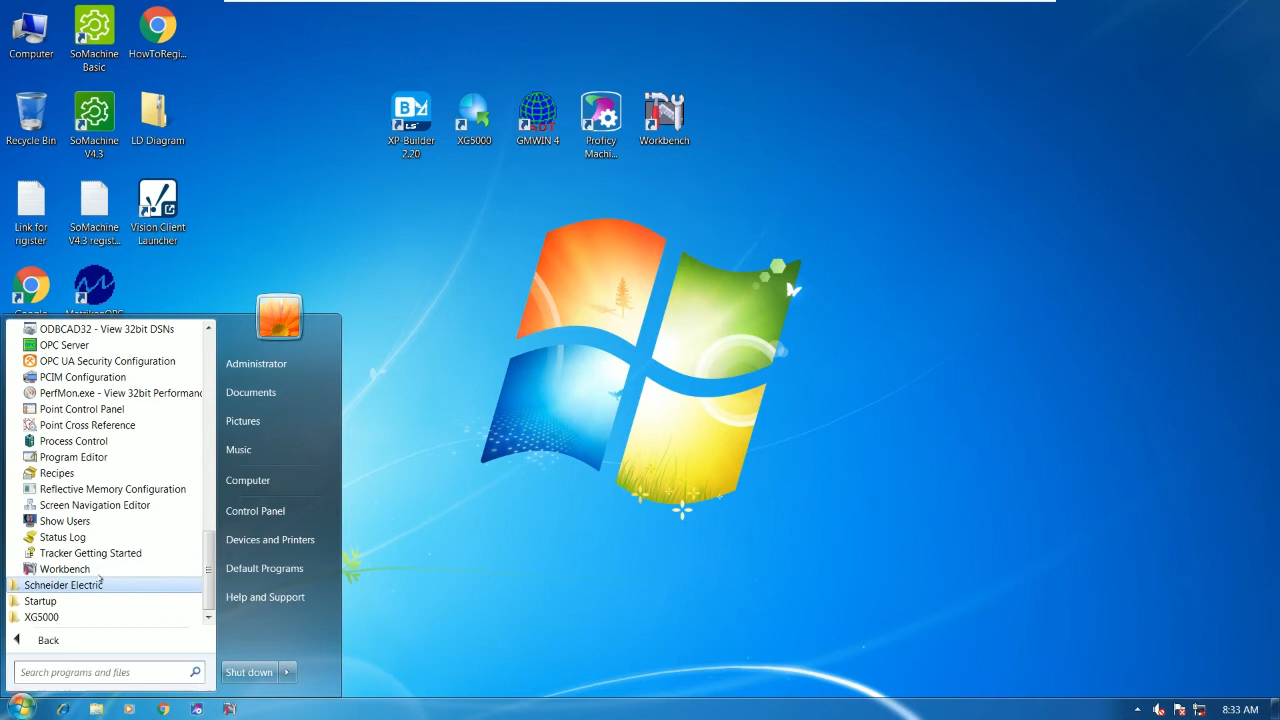 Computer
SoMachine
Basic
HowToRegi...
Recycle Bin
SoMachine
V4.3
LD Diagram
XP-Builder
2.20
XG5000
GMWIN 4
Proficy
Machi...
Workbench
Link for
rigister
SoMachine
V4.3 regist...
Vision Client
Launcher
ODBCAD32 - View 32bit DSNs
OPC Server
OPC UA Security Configuration
PCIM Configuration
PerfMon.exe - View 32bit Performanc
Point Control Panel
Point Cross Reference
Process Control
Program Editor
Recipes
Reflective Memory Configuration
Screen Navigation Editor
Show Users
Status Log
Tracker Getting Started
Workbench
Schneider Electric
Startup
XG5000
Back
Search programs and files
Administrator
Documents
Pictures
Music
Computer
Control Panel
Devices and Printers
Default Programs
Help and Support
Shut down
8:33 AM